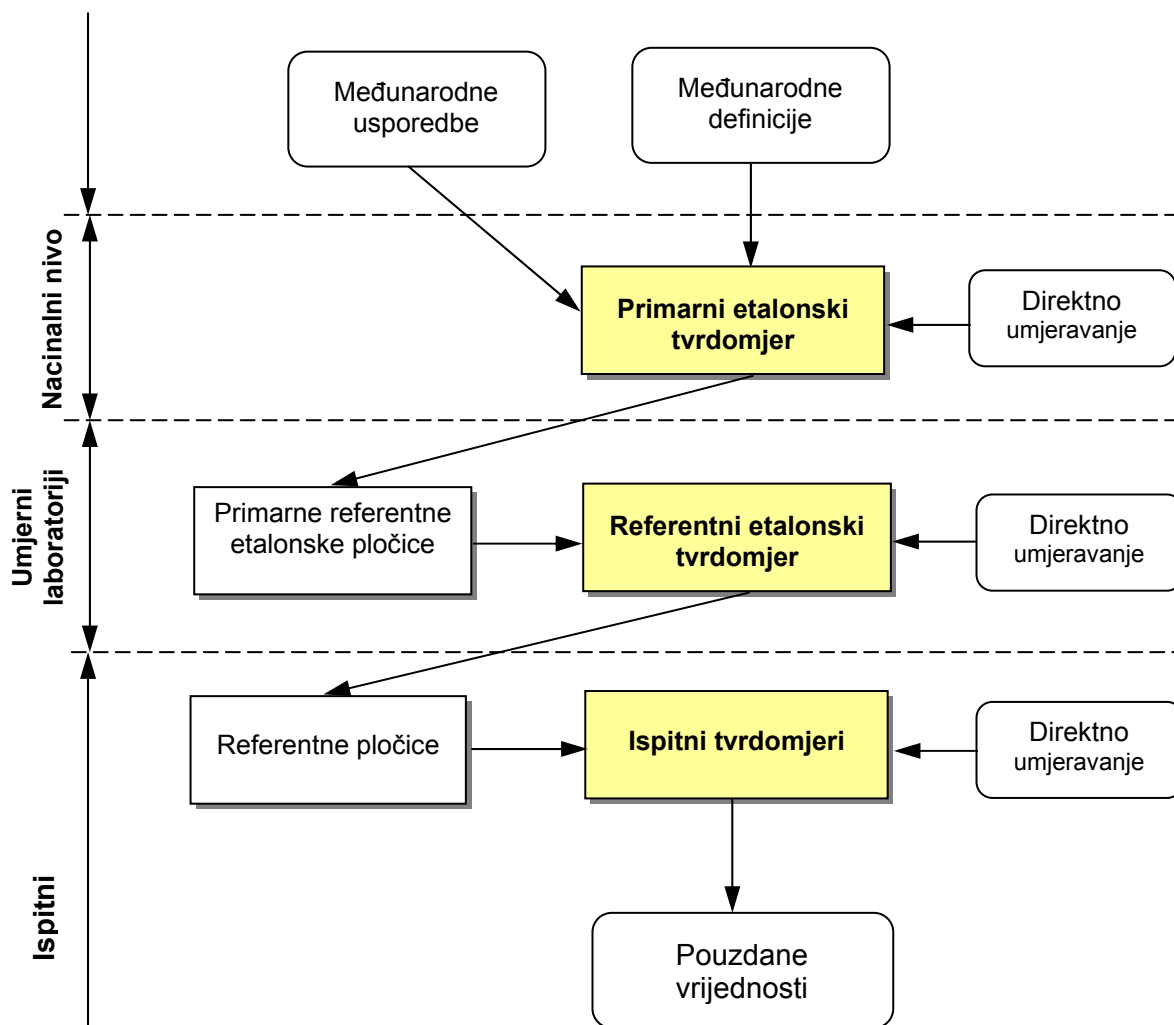 Međunarodne
usporedbe
Međunarodne
definicije
Nacinalni nivo
Primarni etalonski
tvrdomjer
Direktno
umjeravanje
Umjerni
laboratoriji
Primarne referentne
etalonske pločice
Referentni etalonski
tvrdomjer
Direktno
umjeravanje
Ispitni
Referentne pločice
Ispitni tvrdomjeri
Direktno
umjeravanje
Pouzdane
vrijednosti